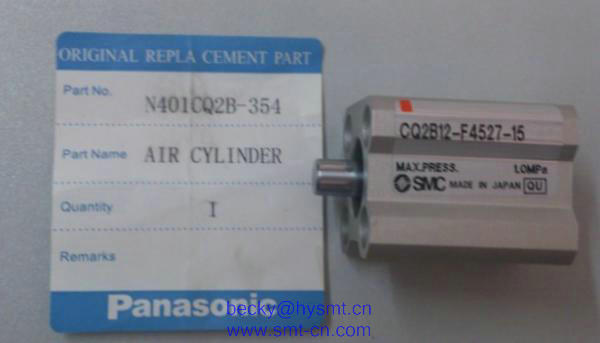 ORIGINAL REPLA CEMENT PART
Part No.
N401CQ2B-354
Part Name
AIR CYLINDER
Quantity
I
Remarks
Panasonic
CQ2B12-F4527-15
MAX.PRESS. 1.0MPa
SMC MADE IN JAPAN QU
becky@hysmt.cn
www.smt-cn.com